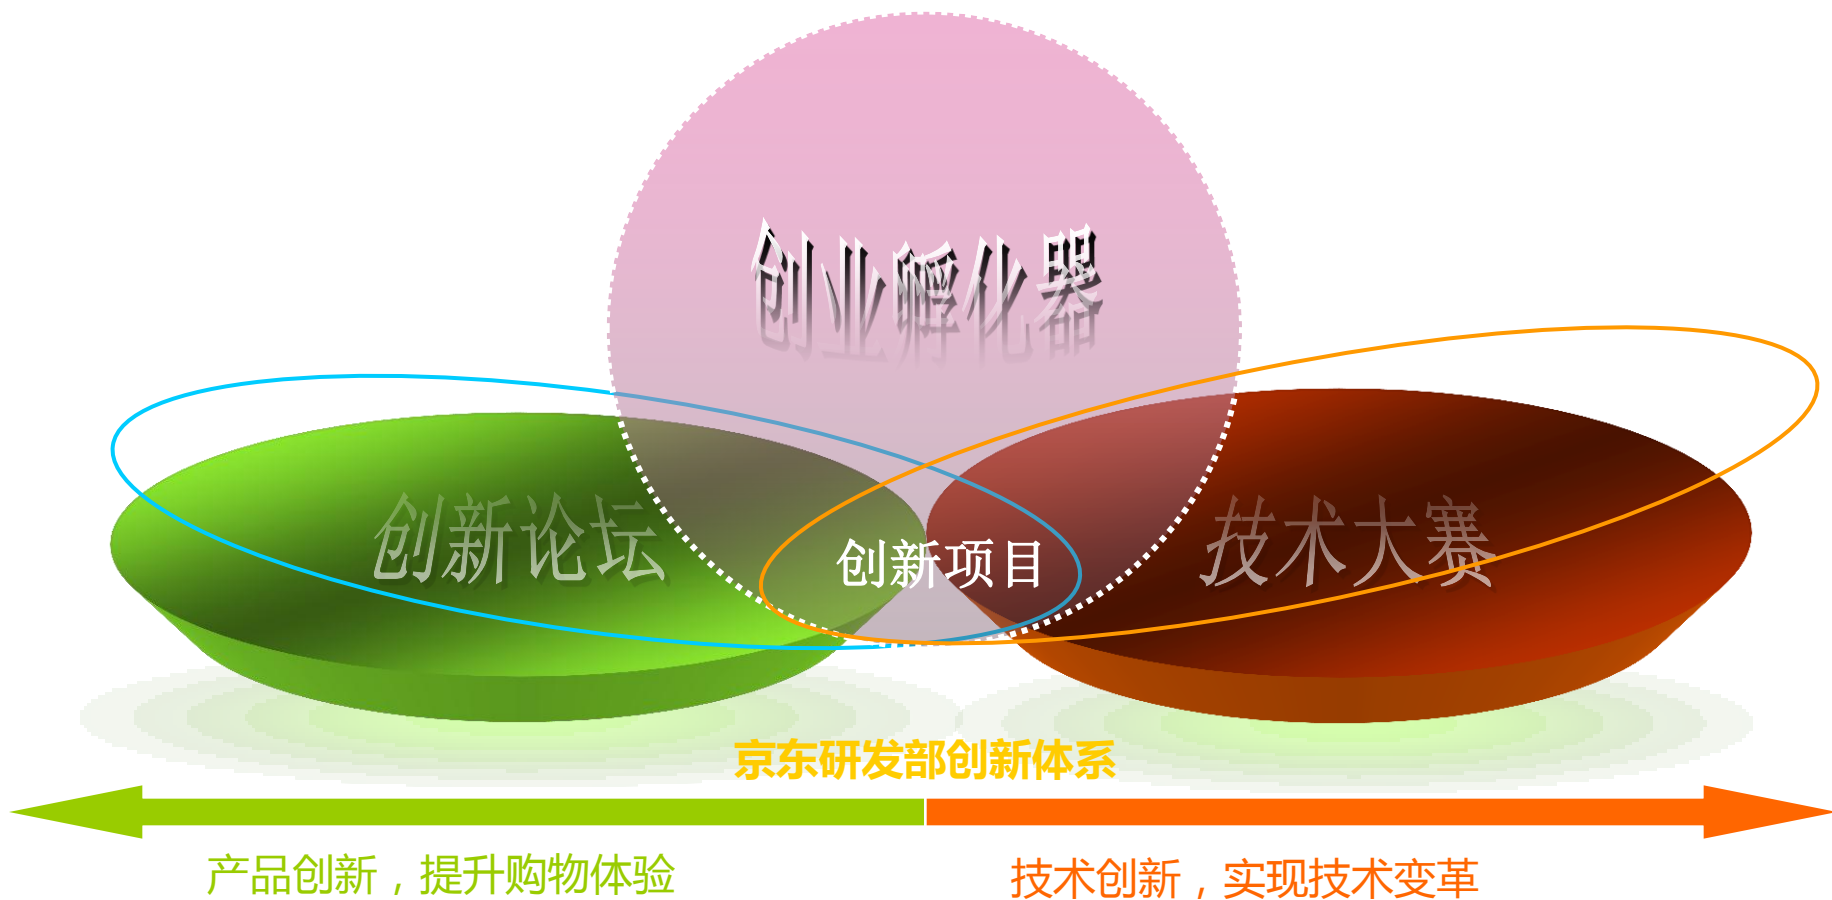 创业孵化器
创新论坛
技术大赛
创新项目
京东研发部创新体系
产品创新，提升购物体验
技术创新，实现技术变革